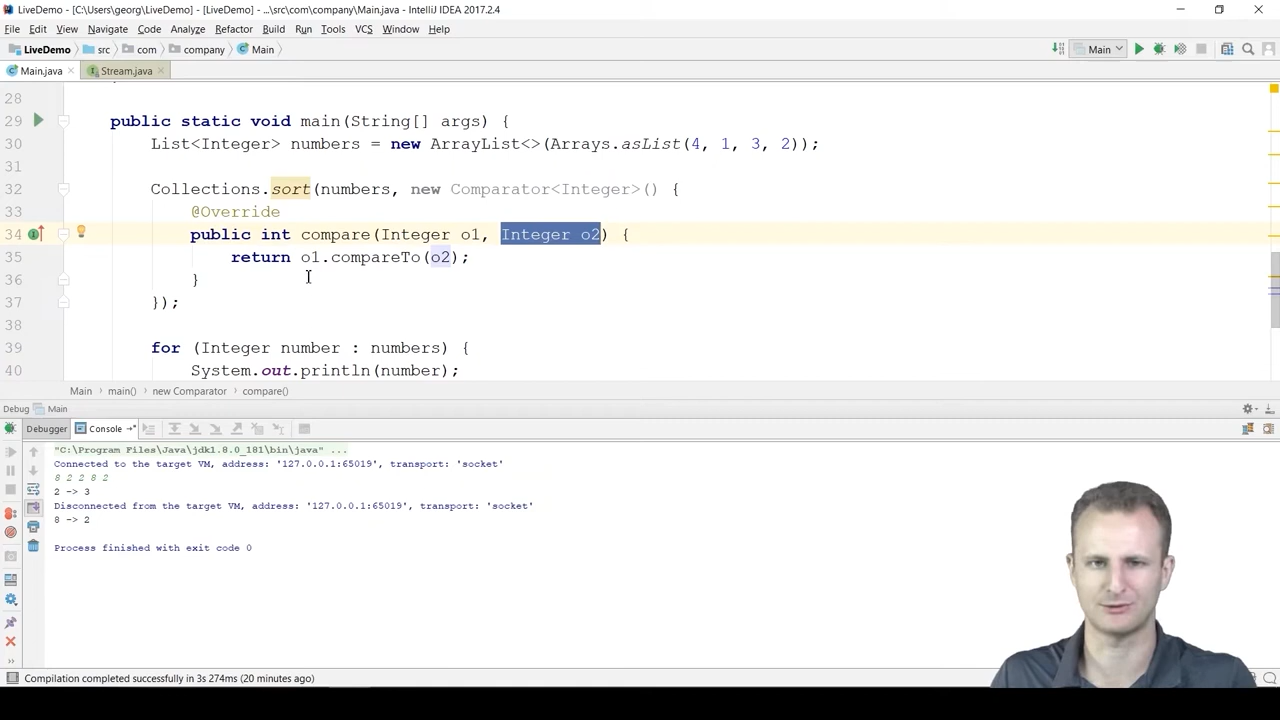 LiveDemo - [C:\Users\georg\LiveDemo] - [LiveDemo] - ...\src\com\company\Main.java - IntelliJ IDEA 2017.2.4
File Edit View Navigate Code Analyze Refactor Build Run Tools VCS Window Help
LiveDemo src com company Main Main
Main.java Stream.java
28
29 public static void main(String[] args) {
30 List<Integer> numbers = new ArrayList<>(Arrays.asList(4, 1, 3, 2));
31
32 Collections.sort(numbers, new Comparator<Integer>() {
33 @Override
34 public int compare(Integer o1, Integer o2) {
35 return o1.compareTo(o2);
36 }
37 });
38
39 for (Integer number : numbers) {
40 System.out.println(number);
Main main() new Comparator compare()
Debug Main
Debugger Console
"C:\Program Files\Java\jdk1.8.0_181\bin\java" ...
Connected to the target VM, address: '127.0.0.1:65019', transport: 'socket'
8 2 2 8 2
2 -> 3
Disconnected from the target VM, address: '127.0.0.1:65019', transport: 'socket'
8 -> 2
Process finished with exit code 0
Compilation completed successfully in 3s 274ms (20 minutes ago)